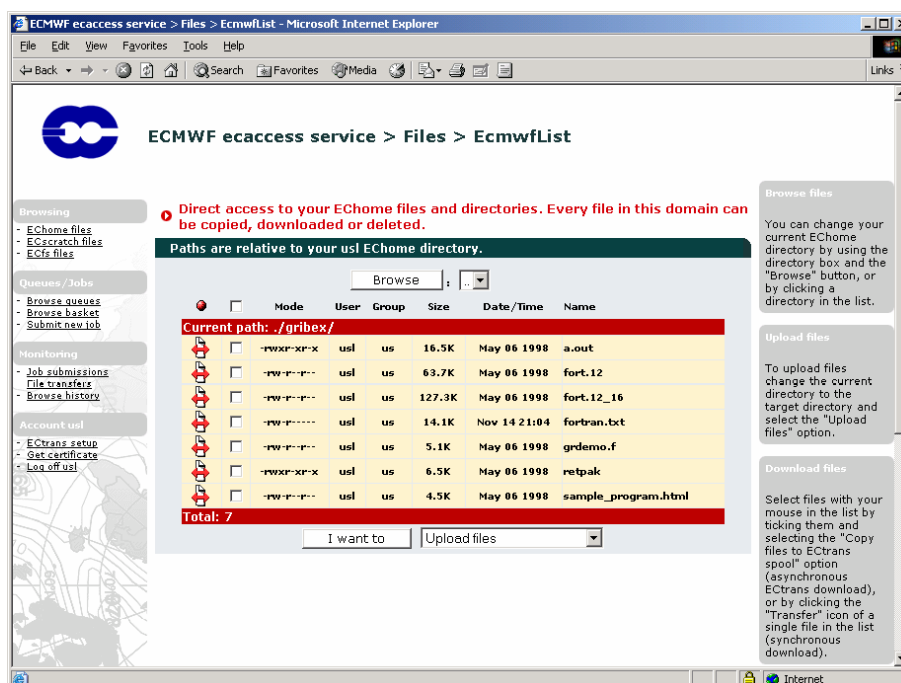 ECMWF ecaccess service > Files > EcmwfList - Microsoft Internet Explorer
File Edit View Favorites Tools Help
Back Search Favorites Media Links
ECMWF ecaccess service > Files > EcmwfList
Browsing
- EChome files
- ECscratch files
- ECfs files
Queues/Jobs
- Browse queues
- Browse basket
- Submit new job
Monitoring
- Job submissions
File transfers
- Browse history
Account usl
- ECtrans setup
- Get certificate
- Log off usl
Direct access to your EChome files and directories. Every file in this domain can
be copied, downloaded or deleted.
Paths are relative to your usl EChome directory.
Browse : ..
Mode User Group Size Date/Time Name
Current path: ./gribex/
-rwxr-xr-x usl us 16.5K May 06 1998 a.out
-rw-r--r-- usl us 63.7K May 06 1998 fort.12
-rw-r--r-- usl us 127.3K May 06 1998 fort.12_16
-rw-r----- usl us 14.1K Nov 14 21:04 fortran.txt
-rw-r--r-- usl us 5.1K May 06 1998 grdemo.f
-rwxr-xr-x usl us 6.5K May 06 1998 retpak
-rw-r--r-- usl us 4.5K May 06 1998 sample_program.html
Total: 7
I want to Upload files
Browse files
You can change your
current EChome
directory by using the
directory box and the
"Browse" button, or
by clicking a
directory in the list.
Upload files
To upload files
change the current
directory to the
target directory and
select the "Upload
files" option.
Download files
Select files with your
mouse in the list by
ticking them and
selecting the "Copy
files to ECtrans
spool" option
(asynchronous
ECtrans download),
or by clicking the
"Transfer" icon of a
single file in the list
(synchronous
download).
Internet